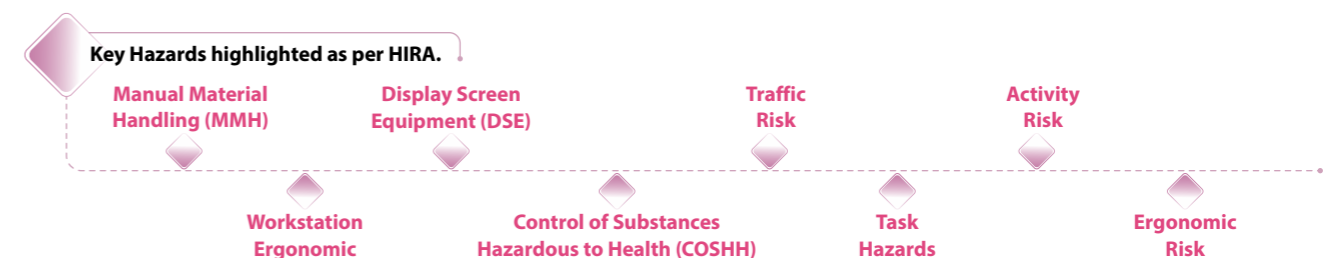 Key Hazards highlighted as per HIRA.
Manual Material
Handling (MMH)
Display Screen
Equipment (DSE)
Traffic
Risk
Activity
Risk
Workstation
Ergonomic
Control of Substances
Hazardous to Health (COSHH)
Task
Hazards
Ergonomic
Risk